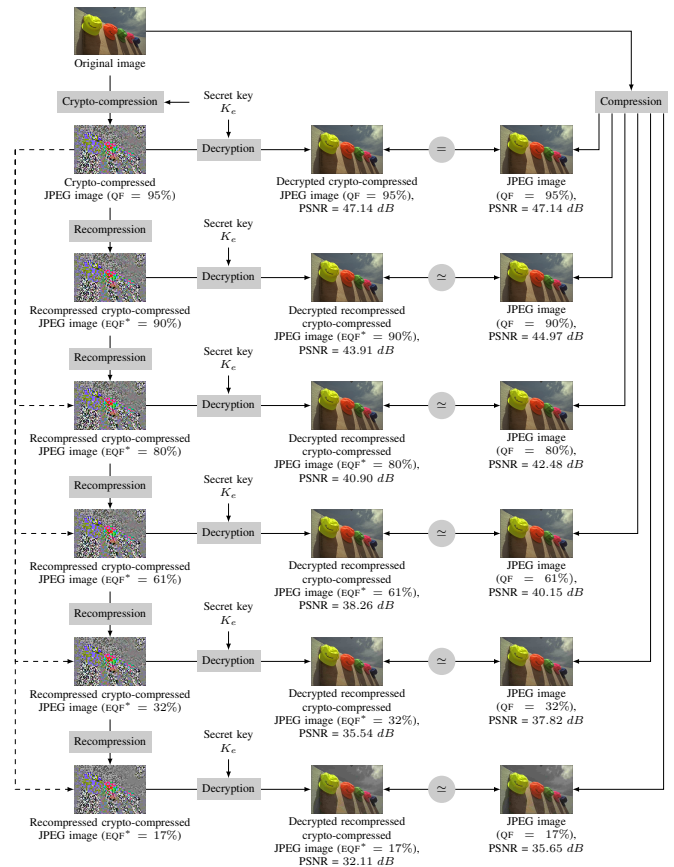 Original image
Crypto-compression
Secret key
K_e
Compression
Decryption
=
Crypto-compressed
JPEG image (QF = 95%)
Decrypted crypto-compressed
JPEG image (QF = 95%),
PSNR = 47.14 dB
JPEG image
(QF = 95%),
PSNR = 47.14 dB
Recompression
Secret key
K_e
Decryption
≃
Recompressed crypto-compressed
JPEG image (EQF* = 90%)
Decrypted recompressed
crypto-compressed
JPEG image (EQF* = 90%),
PSNR = 43.91 dB
JPEG image
(QF = 90%),
PSNR = 44.97 dB
Recompression
Secret key
K_e
Decryption
≃
Recompressed crypto-compressed
JPEG image (EQF* = 80%)
Decrypted recompressed
crypto-compressed
JPEG image (EQF* = 80%),
PSNR = 40.90 dB
JPEG image
(QF = 80%),
PSNR = 42.48 dB
Recompression
Secret key
K_e
Decryption
≃
Recompressed crypto-compressed
JPEG image (EQF* = 61%)
Decrypted recompressed
crypto-compressed
JPEG image (EQF* = 61%),
PSNR = 38.26 dB
JPEG image
(QF = 61%),
PSNR = 40.15 dB
Recompression
Secret key
K_e
Decryption
≃
Recompressed crypto-compressed
JPEG image (EQF* = 32%)
Decrypted recompressed
crypto-compressed
JPEG image (EQF* = 32%),
PSNR = 35.54 dB
JPEG image
(QF = 32%),
PSNR = 37.82 dB
Recompression
Secret key
K_e
Decryption
≃
Recompressed crypto-compressed
JPEG image (EQF* = 17%)
Decrypted recompressed
crypto-compressed
JPEG image (EQF* = 17%),
PSNR = 32.11 dB
JPEG image
(QF = 17%),
PSNR = 35.65 dB